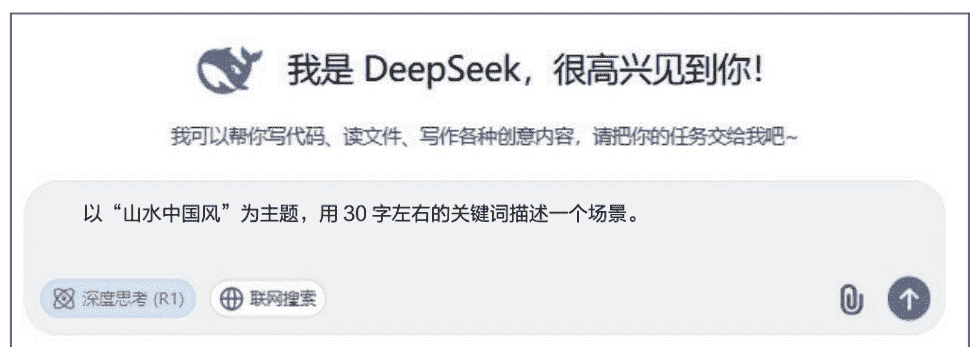 我是 DeepSeek，很高兴见到你！
我可以帮你写代码、读文件、写作各种创意内容，请把你的任务交给我吧~
以“山水中国风”为主题，用 30 字左右的关键词描述一个场景。
深度思考 (R1)
联网搜索